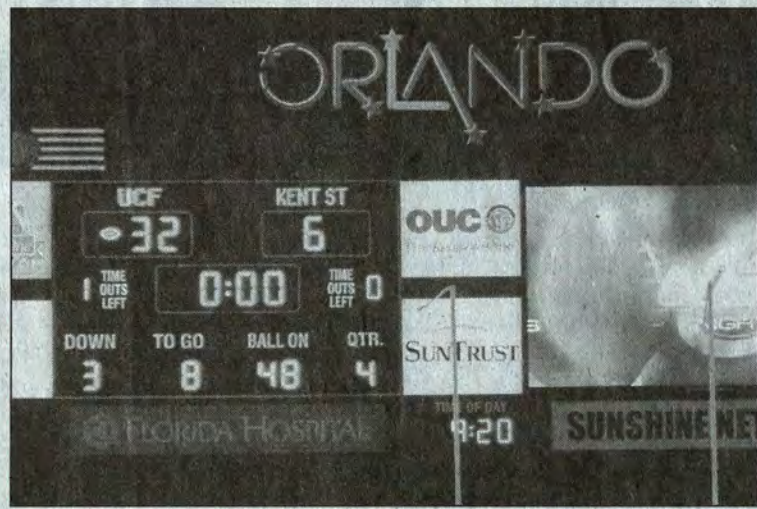 ORLANDO
UCF
KENT ST
32
6
1 TIME OUTS LEFT
0:00
TIME OUTS LEFT 0
DOWN
TO GO
BALL ON
QTR.
3
8
48
4
OUC
SUNTRUST
FLORIDA HOSPITAL
TIME OF DAY
9:20
SUNSHINE NE